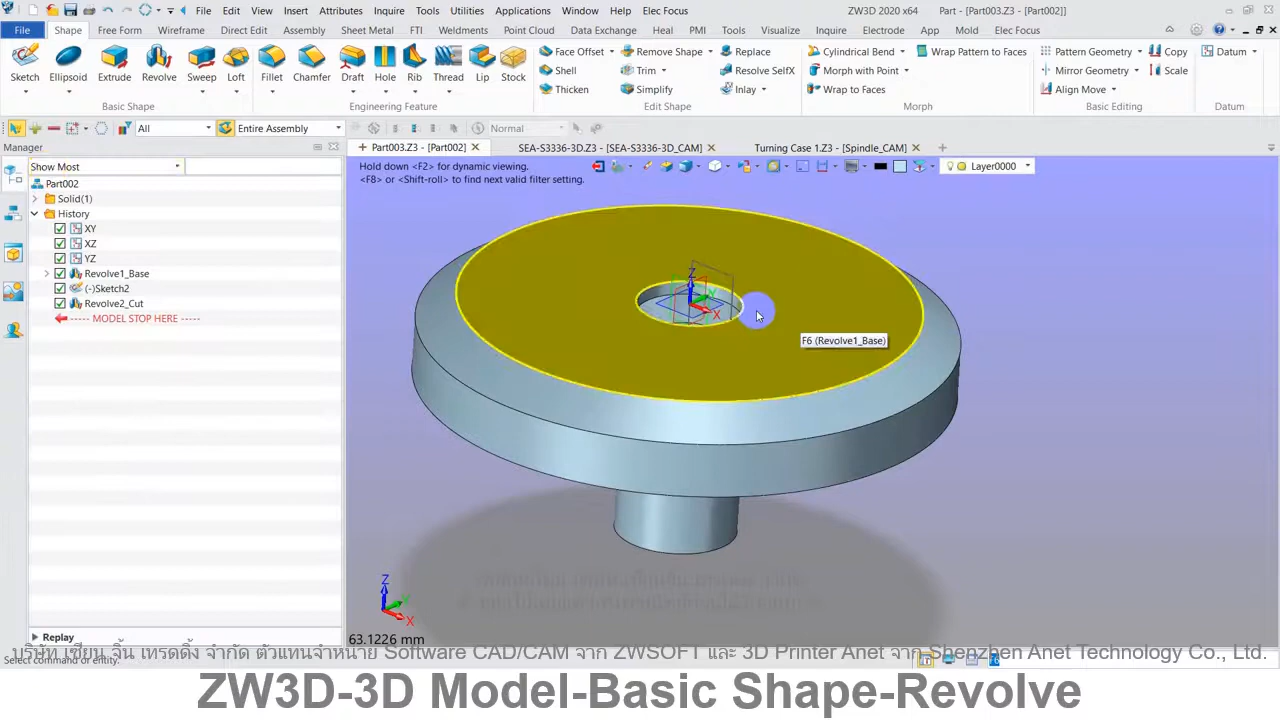 File Edit View Insert Attributes Inquire Tools Utilities Applications Window Help Elec Focus ZW3D 2020 x64 Part - [Part003.Z3 - [Part002]]
File Shape Free Form Wireframe Direct Edit Assembly Sheet Metal FTI Weldments Point Cloud Data Exchange Heal PMI Tools Visualize Inquire Electrode App Mold Elec Focus
Face Offset Remove Shape Replace Cylindrical Bend Wrap Pattern to Faces Pattern Geometry Copy Datum
Shell Trim Resolve SelfX Morph with Point Mirror Geometry Scale
Sketch Ellipsoid Extrude Revolve Sweep Loft Fillet Chamfer Draft Hole Rib Thread Lip Stock
Thicken Simplify Inlay Wrap to Faces Align Move
Basic Shape Engineering Feature Edit Shape Morph Basic Editing Datum
All Entire Assembly Normal
Manager Part003.Z3 - [Part002] SEA-S3336-3D.Z3 - [SEA-S3336-3D_CAM] Turning Case 1.Z3 - [Spindle_CAM]
Show Most
Hold down <F2> for dynamic viewing.
<F8> or <Shift-roll> to find next valid filter setting.
Layer0000
Part002
Solid(1)
History
XY
XZ
YZ
Revolve1_Base
(-)Sketch2
Revolve2_Cut
----- MODEL STOP HERE -----
Z
X
F6 (Revolve1_Base)
Z
Y
X
63.1226 mm
Replay
Select command or entity.
บริษัท เซียน จิ้น เทรดดิ้ง จำกัด ตัวแทนจำหน่าย Software CAD/CAM จาก ZWSOFT และ 3D Printer Anet จาก Shenzhen Anet Technology Co., Ltd.
ZW3D-3D Model-Basic Shape-Revolve